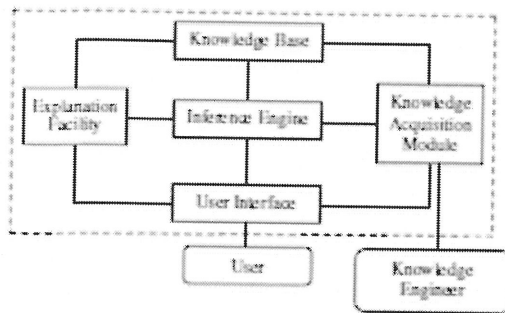 Knowledge Base
Explanation
Facility
Inference Engine
Knowledge
Acquisition
Module
User Interface
User
Knowledge
Engineer